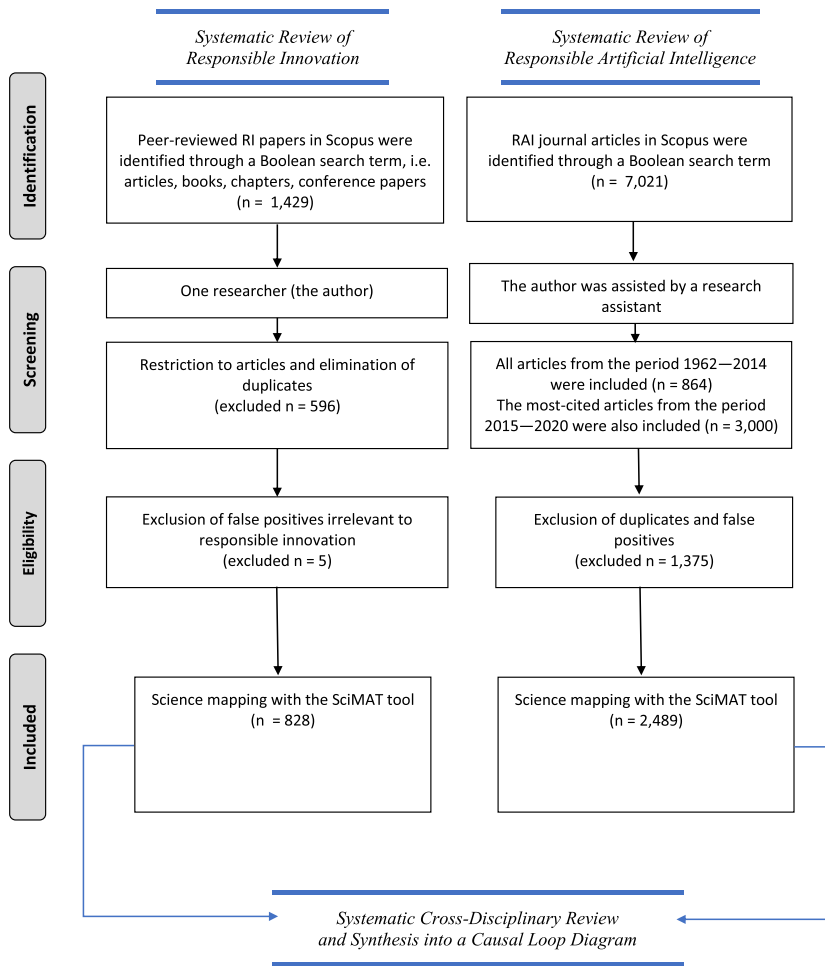 Systematic Review of
Responsible Innovation
Systematic Review of
Responsible Artificial Intelligence
Identification
Peer-reviewed RI papers in Scopus were
identified through a Boolean search term, i.e.
articles, books, chapters, conference papers
(n = 1,429)
RAI journal articles in Scopus were
identified through a Boolean search term
(n = 7,021)
Screening
One researcher (the author)
The author was assisted by a research
assistant
Restriction to articles and elimination of
duplicates
(excluded n = 596)
All articles from the period 1962—2014
were included (n = 864)
The most-cited articles from the period
2015—2020 were also included (n = 3,000)
Eligibility
Exclusion of false positives irrelevant to
responsible innovation
(excluded n = 5)
Exclusion of duplicates and false
positives
(excluded n = 1,375)
Included
Science mapping with the SciMAT tool
(n = 828)
Science mapping with the SciMAT tool
(n = 2,489)
Systematic Cross-Disciplinary Review
and Synthesis into a Causal Loop Diagram